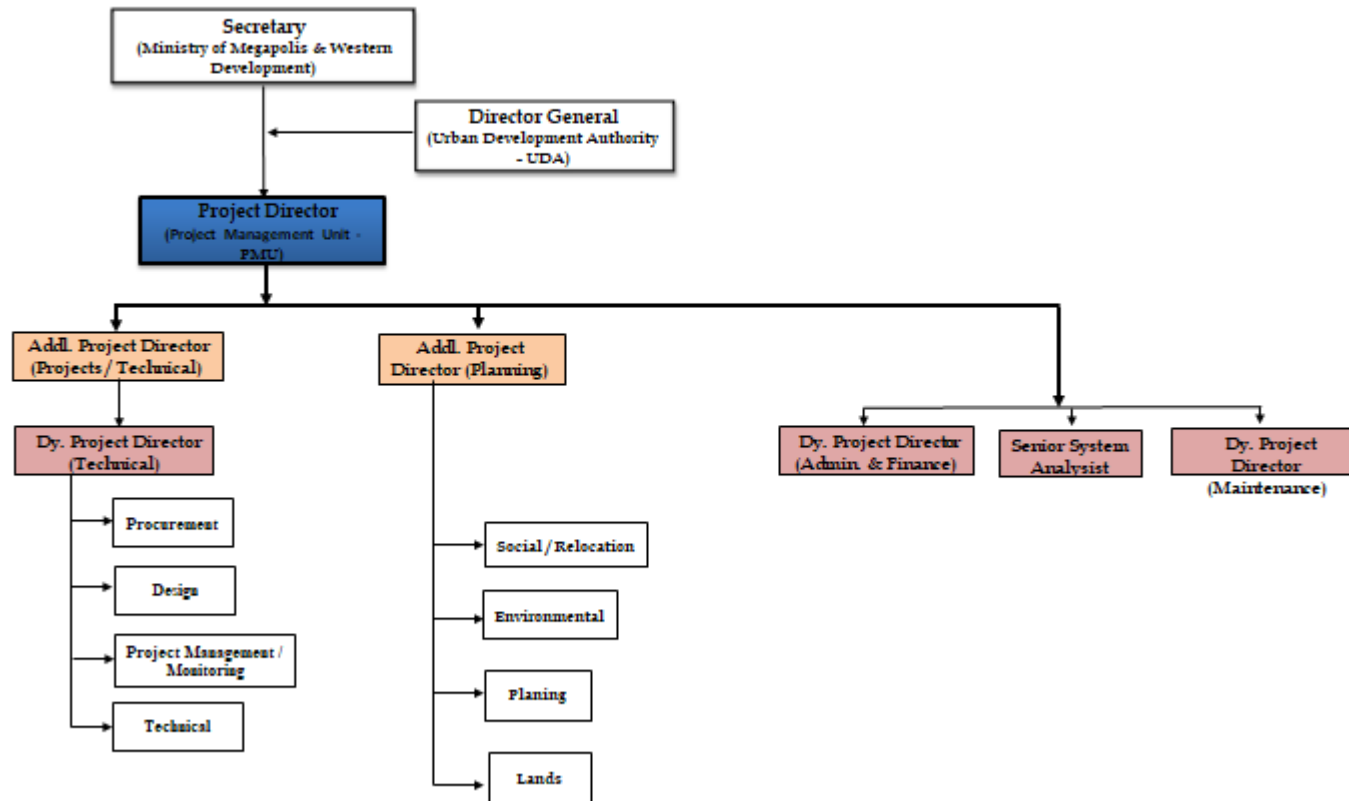 Secretary
(Ministry of Megapolis & Western
Development)
Director General
(Urban Development Authority
- UDA)
Project Director
(Project Management Unit -
PMU)
Addl. Project Director
(Projects / Technical)
Addl. Project
Director (Planning)
Dy. Project Director
(Technical)
Dy. Project Director
(Admin. & Finance)
Senior System
Analysist
Dy. Project
Director
(Maintenance)
Procurement
Design
Project Management /
Monitoring
Technical
Social / Relocation
Environmental
Planing
Lands